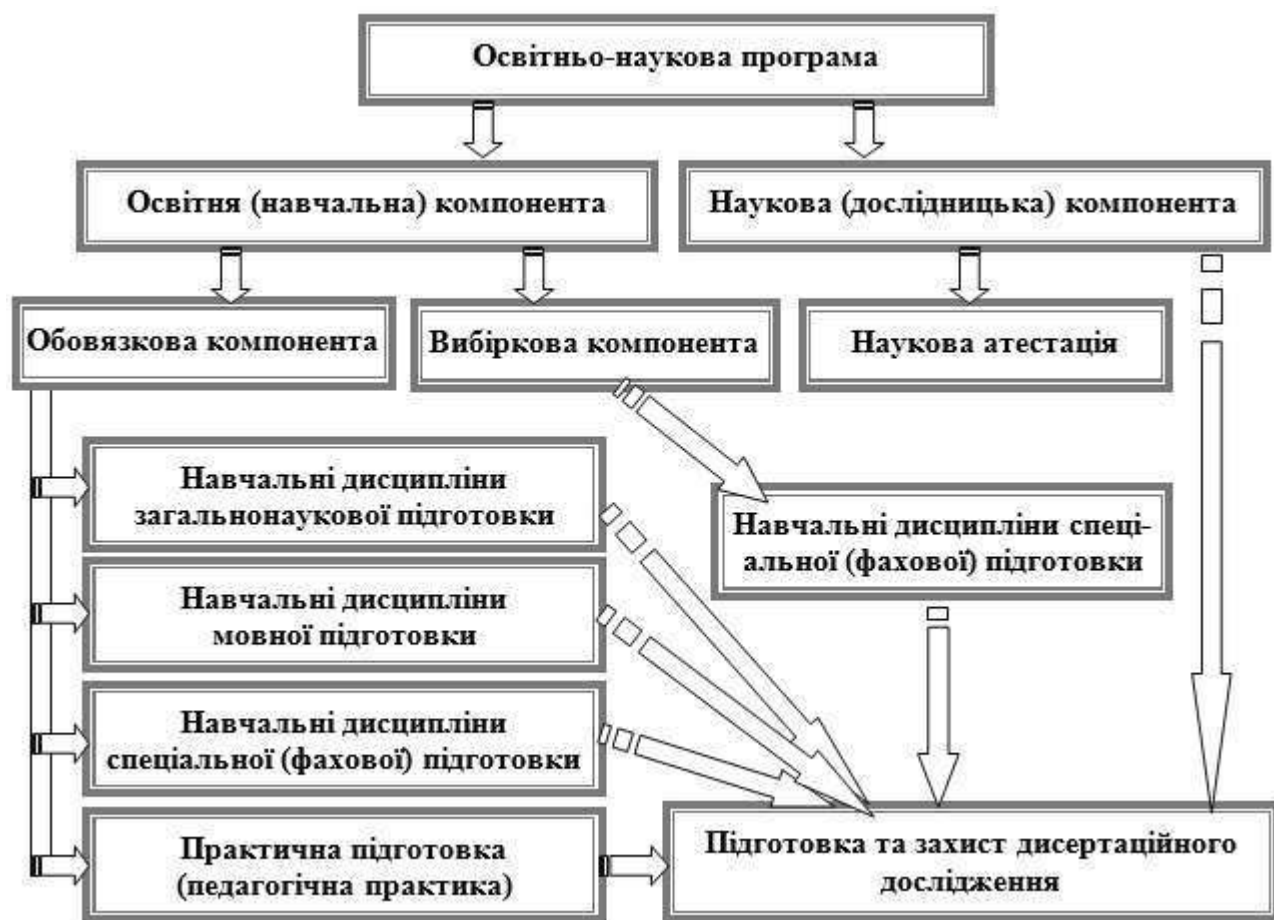 Освітньо-наукова програма
Освітня (навчальна) компонента
Наукова (дослідницька) компонента
Обовязкова компонента
Вибіркова компонента
Наукова атестація
Навчальні дисципліни
загальнонаукової підготовки
Навчальні дисципліни спеці-
альної (фахової) підготовки
Навчальні дисципліни
мовної підготовки
Навчальні дисципліни
спеціальної (фахової) підготовки
Практична підготовка
(педагогічна практика)
Підготовка та захист дисертаційного
дослідження